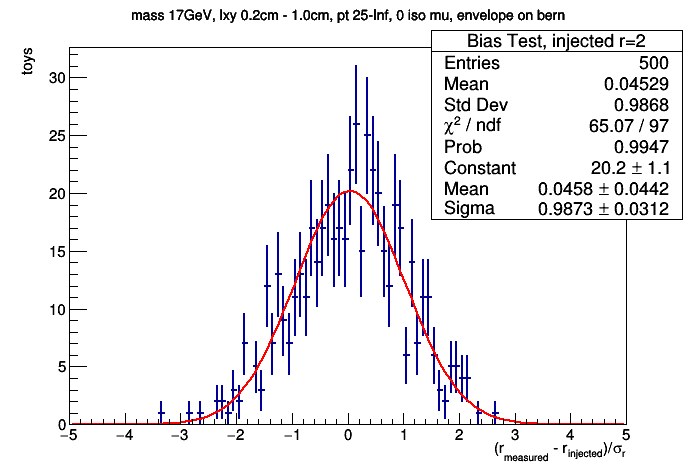 mass 17GeV, lxy 0.2cm - 1.0cm, pt 25-Inf, 0 iso mu, envelope on bern
Bias Test, injected r=2
Entries 500
Mean 0.04529
Std Dev 0.9868
χ² / ndf 65.07 / 97
Prob 0.9947
Constant 20.2 ± 1.1
Mean 0.0458 ± 0.0442
Sigma 0.9873 ± 0.0312
toys
30
25
20
15
10
5
0
−5 −4 −3 −2 −1 0 1 2 3 4 5
(r_measured - r_injected)/σ_r